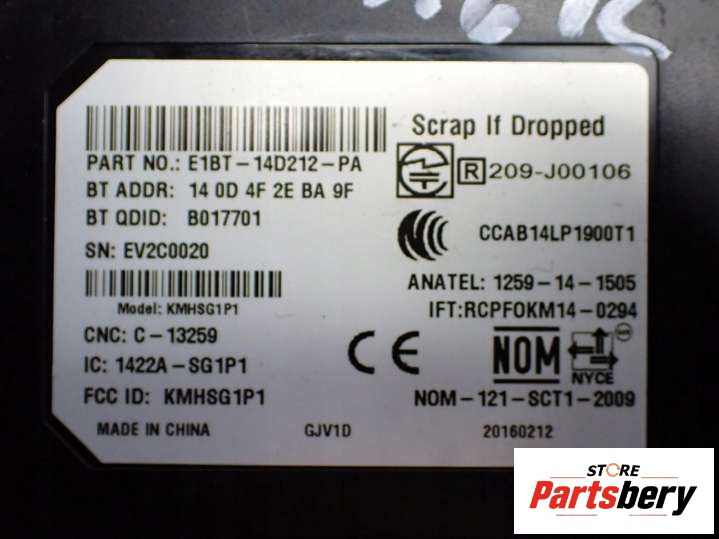 Scrap If Dropped
PART NO.: E1BT-14D212-PA
R 209-J00106
BT ADDR: 14 0D 4F 2E BA 9F
BT QDID: B017701
CCAB14LP1900T1
SN: EV2C0020
ANATEL: 1259-14-1505
Model: KMHSG1P1
IFT:RCPFOKM14-0294
CNC: C-13259
CE
NOM
IC: 1422A-SG1P1
NYCE
FCC ID: KMHSG1P1
NOM-121-SCT1-2009
MADE IN CHINA
GJV1D
20160212
STORE
Partsbery